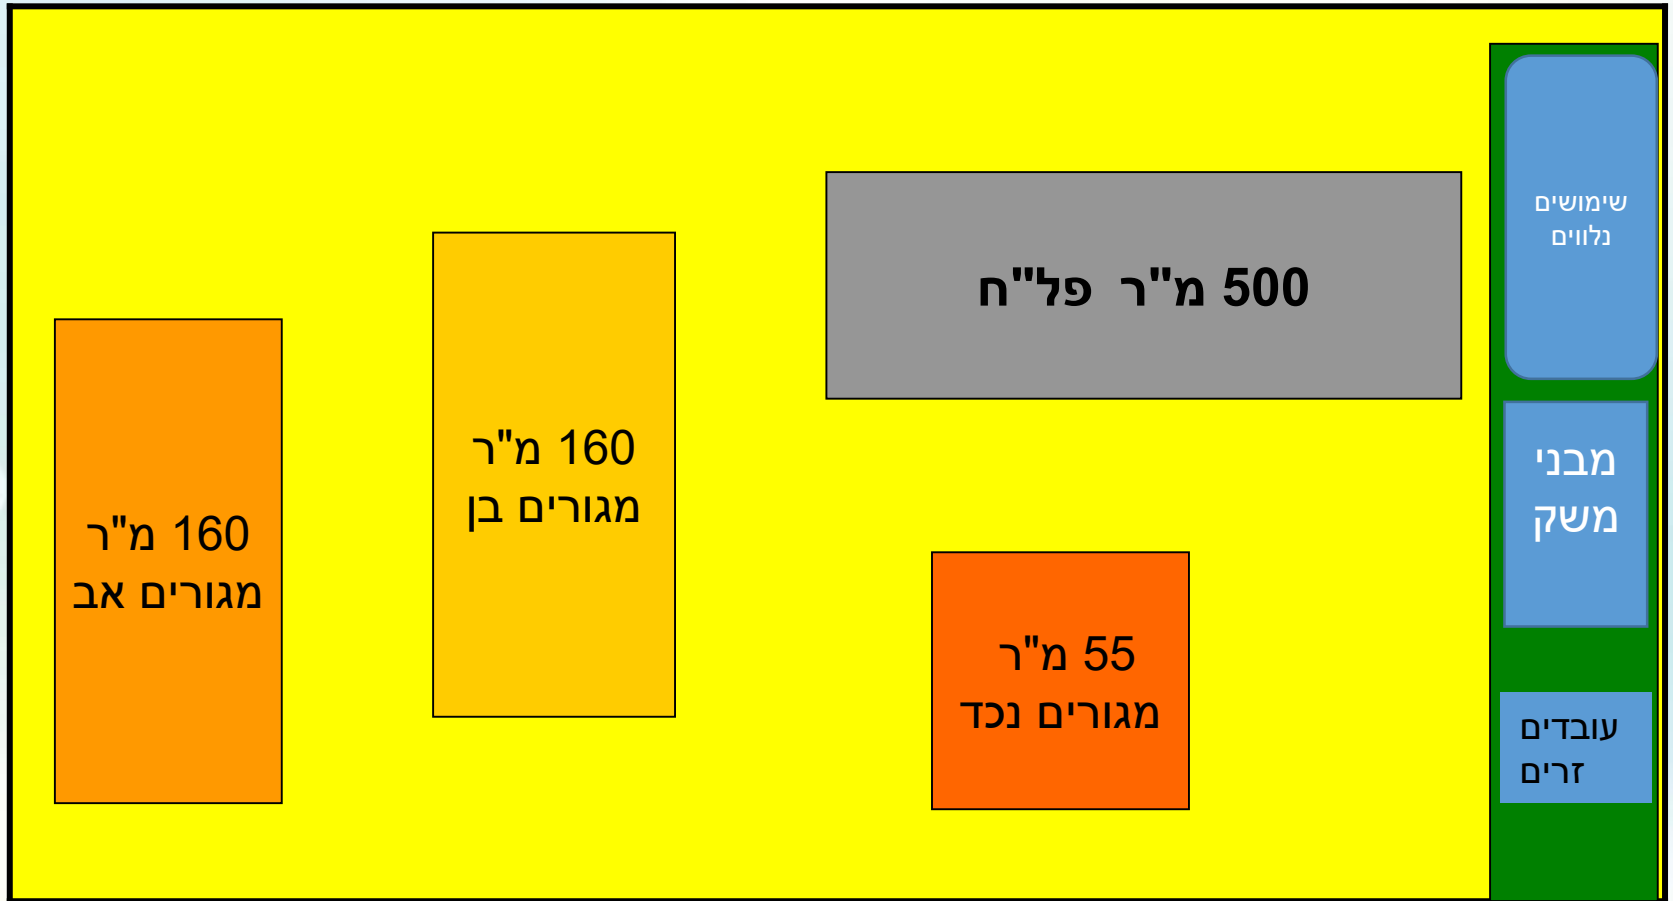 שימושים
נלווים
500 מ"ר פל"ח
160 מ"ר
מגורים בן
מבני
משק
160 מ"ר
מגורים אב
55 מ"ר
מגורים נכד
עובדים
זרים